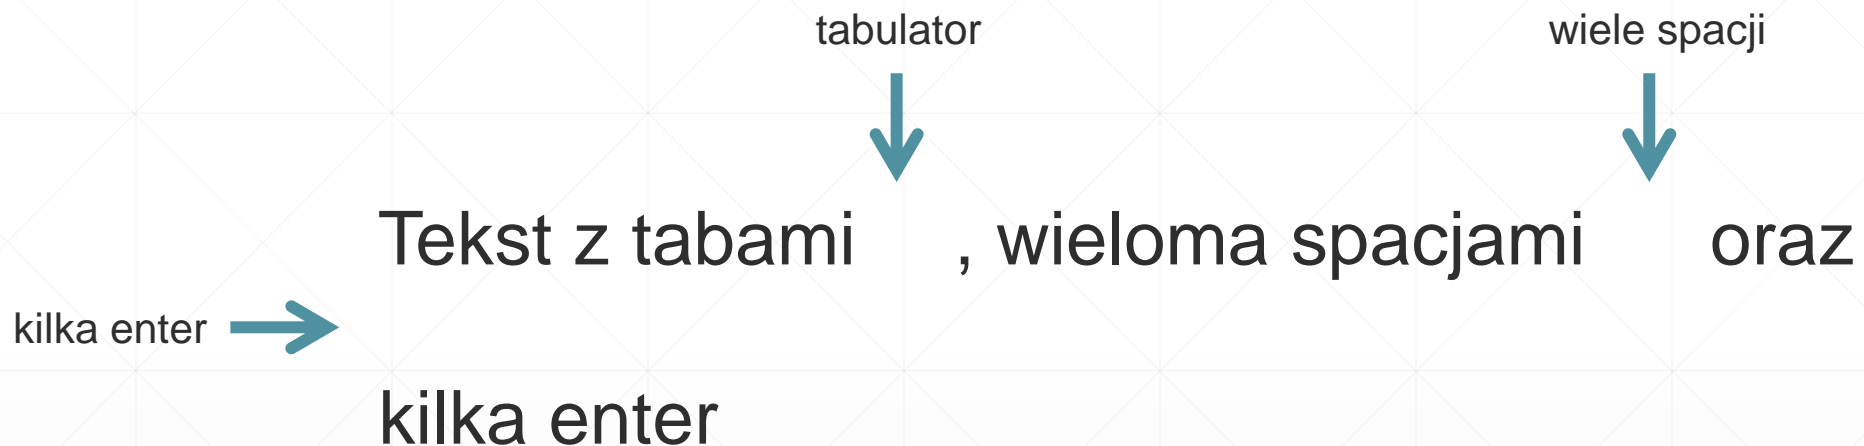 tabulator
wiele spacji
Tekst z tabami , wieloma spacjami oraz
kilka enter
kilka enter